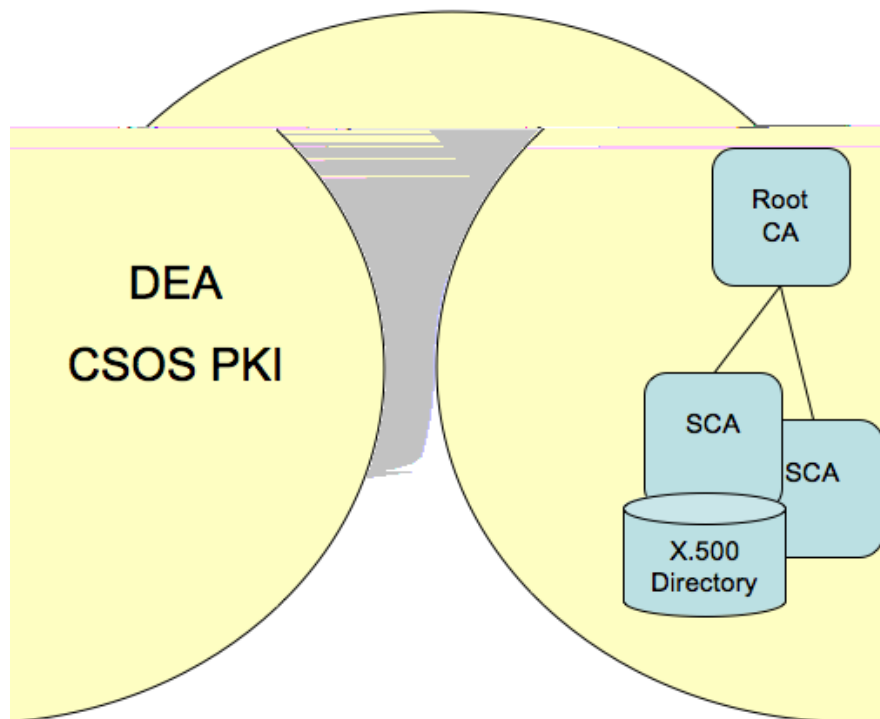 DEA
CSOS PKI
Root
CA
SCA
SCA
X.500
Directory